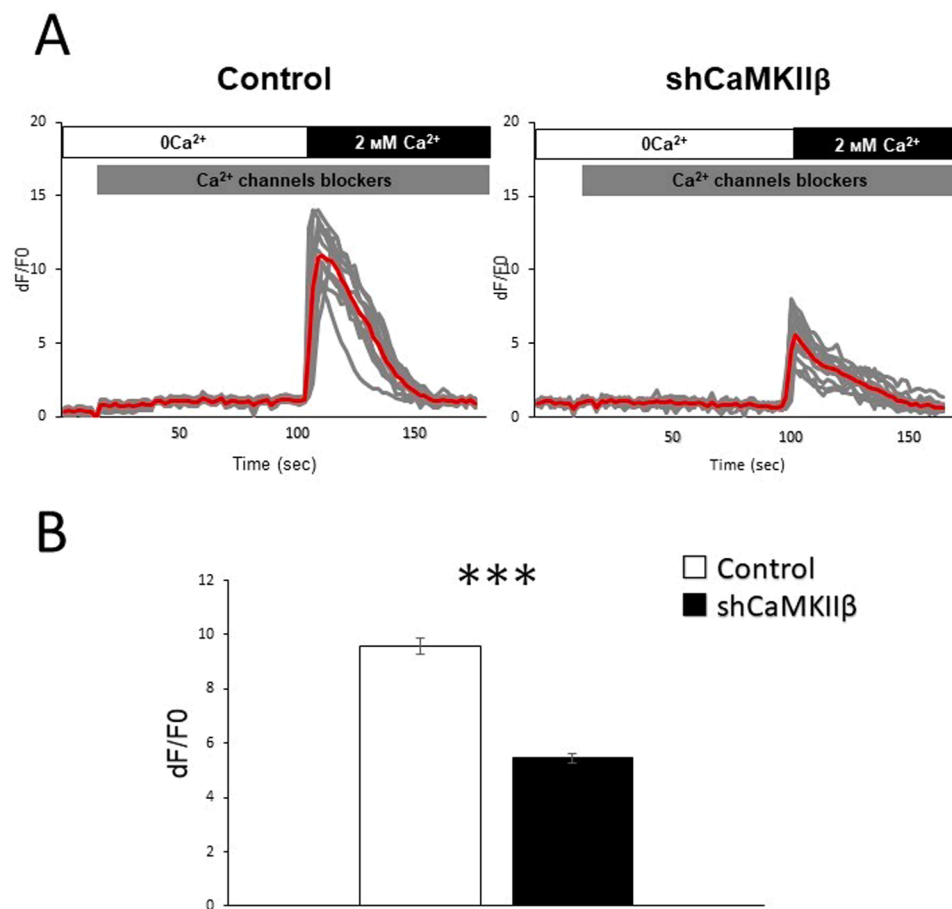 A
Control
shCaMKIIβ
20
15
10
5
0
dF/F0
0Ca²⁺
2 мM Ca²⁺
Ca²⁺ channels blockers
50
100
150
Time (sec)
20
15
10
5
0
dF/F0
0Ca²⁺
2 мM Ca²⁺
Ca²⁺ channels blockers
50
100
150
Time (sec)
B
12
10
8
6
4
2
0
dF/F0
***
Control
shCaMKIIβ